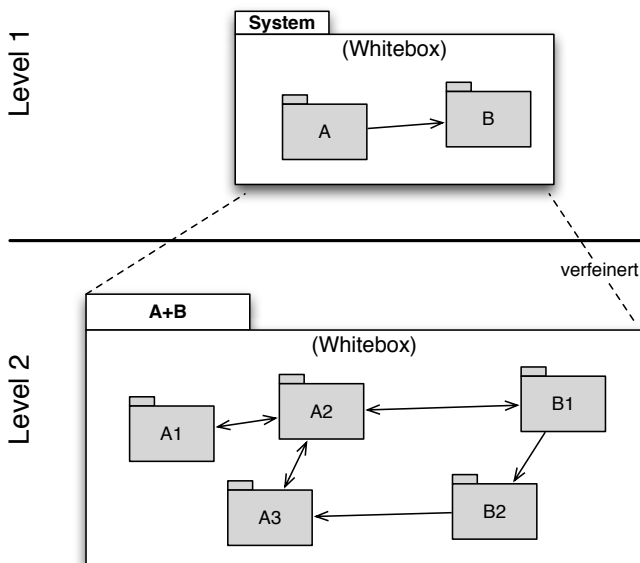 Level 1
System
(Whitebox)
A
B
verfeinert
Level 2
A+B
(Whitebox)
A1
A2
B1
A3
B2